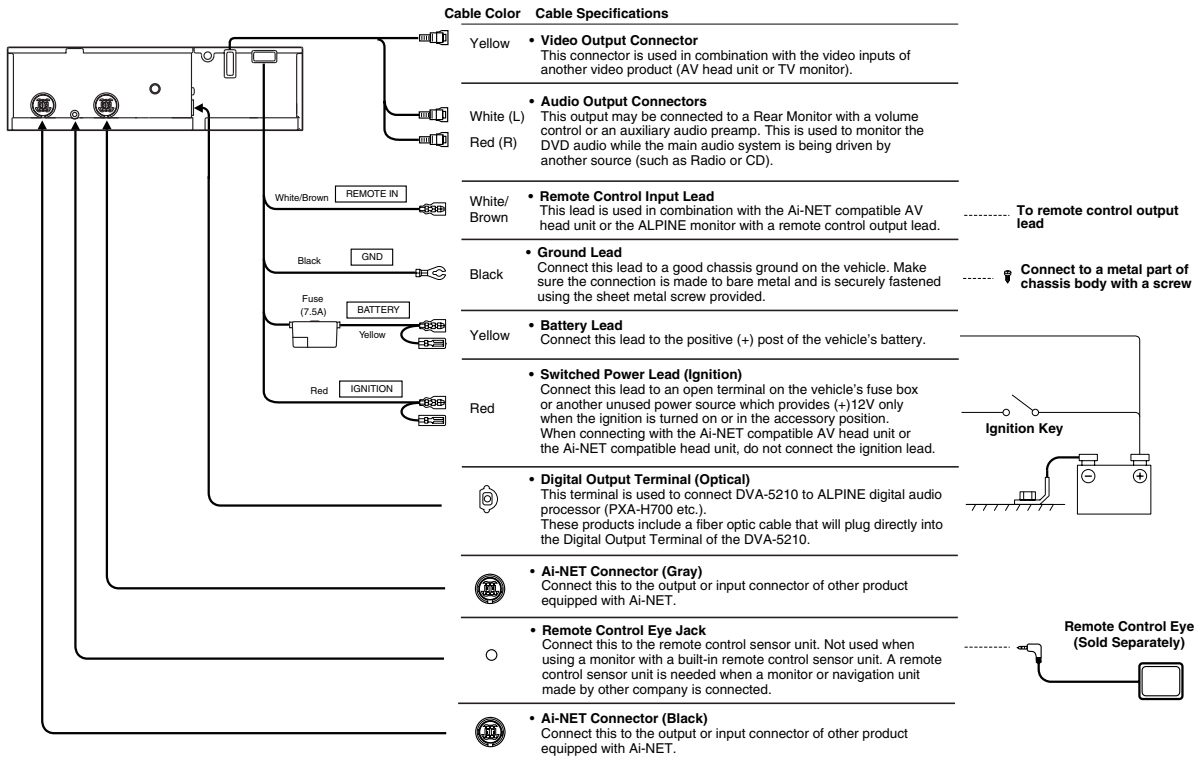 Cable Color Cable Specifications
Yellow
• Video Output Connector
This connector is used in combination with the video inputs of
another video product (AV head unit or TV monitor).
White (L)
Red (R)
• Audio Output Connectors
This output may be connected to a Rear Monitor with a volume
control or an auxiliary audio preamp. This is used to monitor the
DVD audio while the main audio system is being driven by
another source (such as Radio or CD).
White/Brown REMOTE IN
White/
Brown
• Remote Control Input Lead
This lead is used in combination with the Ai-NET compatible AV
head unit or the ALPINE monitor with a remote control output lead.
To remote control output
lead
Black GND
Black
• Ground Lead
Connect this lead to a good chassis ground on the vehicle. Make
sure the connection is made to bare metal and is securely fastened
using the sheet metal screw provided.
Connect to a metal part of
chassis body with a screw
Fuse
(7.5A)
BATTERY
Yellow
Yellow
• Battery Lead
Connect this lead to the positive (+) post of the vehicle's battery.
Red IGNITION
Red
• Switched Power Lead (Ignition)
Connect this lead to an open terminal on the vehicle's fuse box
or another unused power source which provides (+)12V only
when the ignition is turned on or in the accessory position.
When connecting with the Ai-NET compatible AV head unit or
the Ai-NET compatible head unit, do not connect the ignition lead.
Ignition Key
• Digital Output Terminal (Optical)
This terminal is used to connect DVA-5210 to ALPINE digital audio
processor (PXA-H700 etc.).
These products include a fiber optic cable that will plug directly into
the Digital Output Terminal of the DVA-5210.
• Ai-NET Connector (Gray)
Connect this to the output or input connector of other product
equipped with Ai-NET.
• Remote Control Eye Jack
Connect this to the remote control sensor unit. Not used when
using a monitor with a built-in remote control sensor unit. A remote
control sensor unit is needed when a monitor or navigation unit
made by other company is connected.
Remote Control Eye
(Sold Separately)
• Ai-NET Connector (Black)
Connect this to the output or input connector of other product
equipped with Ai-NET.